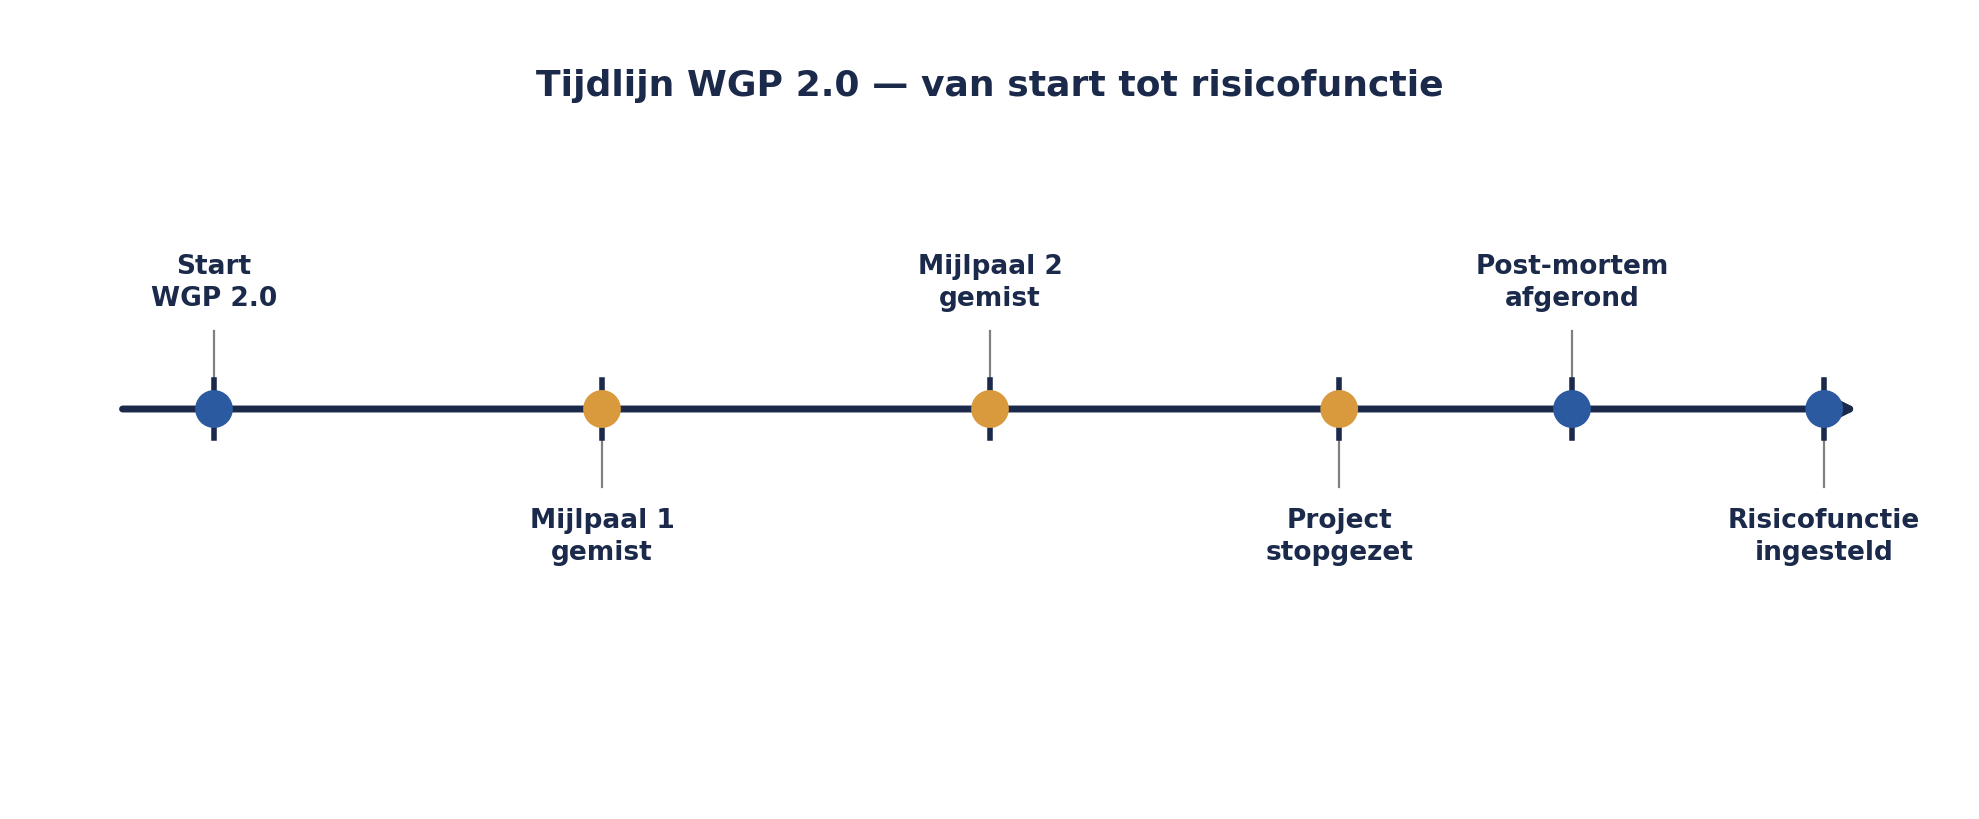 Tijdlijn WGP 2.0 — van start tot risicofunctie
Start
WGP 2.0
Mijlpaal 1
gemist
Mijlpaal 2
gemist
Project
stopgezet
Post-mortem
afgerond
Risicofunctie
ingesteld